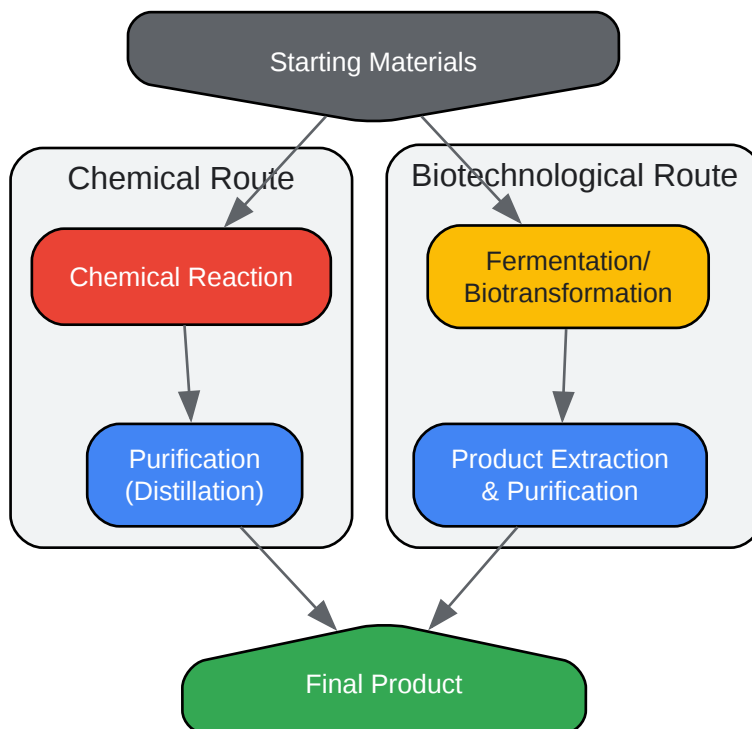 Starting Materials
Chemical Route
Chemical Reaction
Purification
(Distillation)
Biotechnological Route
Fermentation/
Biotransformation
Product Extraction
& Purification
Final Product